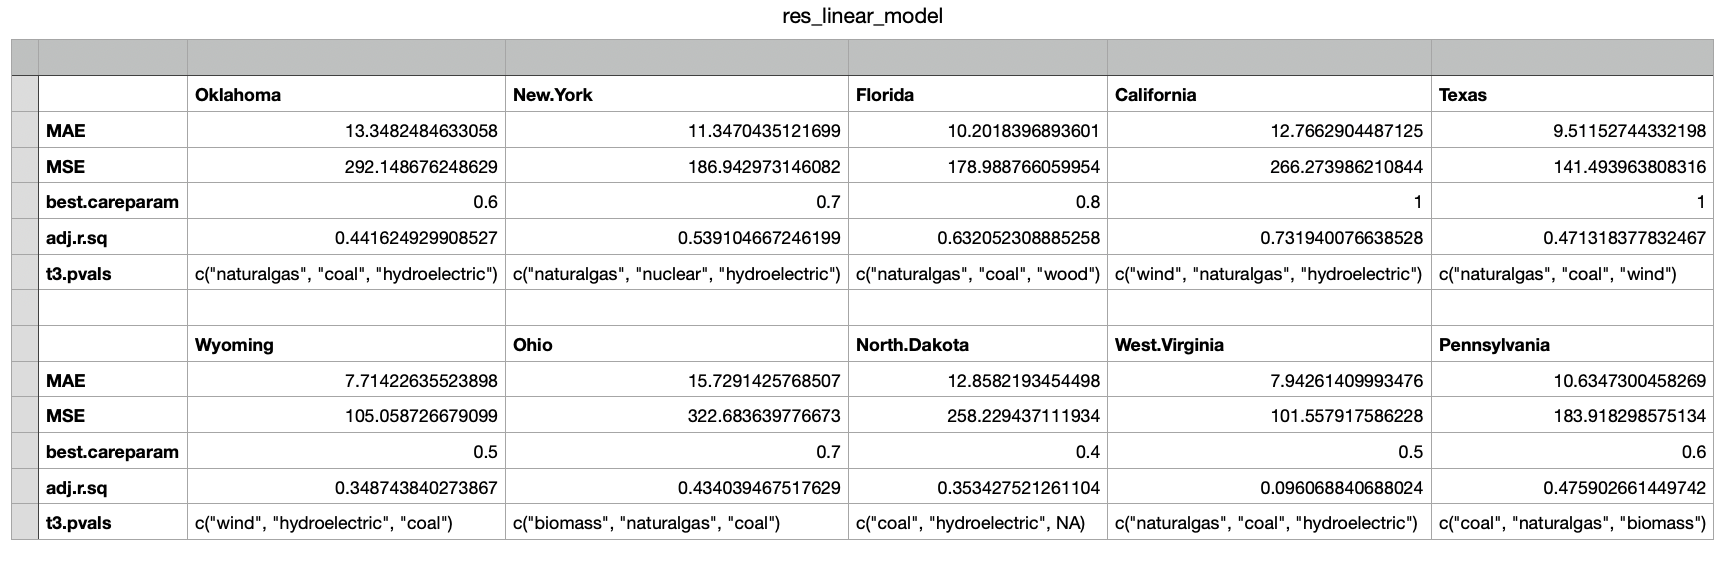 res_linear_model
Oklahoma New.York Florida California Texas
MAE 13.3482484633058 11.3470435121699 10.2018396893601 12.7662904487125 9.51152744332198
MSE 292.148676248629 186.942973146082 178.988766059954 266.273986210844 141.493963808316
best.careparam 0.6 0.7 0.8 1 1
adj.r.sq 0.441624929908527 0.539104667246199 0.632052308885258 0.731940076638528 0.471318377832467
t3.pvals c("naturalgas", "coal", "hydroelectric") c("naturalgas", "nuclear", "hydroelectric") c("naturalgas", "coal", "wood") c("wind", "naturalgas", "hydroelectric") c("naturalgas", "coal", "wind")
Wyoming Ohio North.Dakota West.Virginia Pennsylvania
MAE 7.71422635523898 15.7291425768507 12.8582193454498 7.94261409993476 10.6347300458269
MSE 105.058726679099 322.683639776673 258.229437111934 101.557917586228 183.918298575134
best.careparam 0.5 0.7 0.4 0.5 0.6
adj.r.sq 0.348743840273867 0.434039467517629 0.353427521261104 0.096068840688024 0.475902661449742
t3.pvals c("wind", "hydroelectric", "coal") c("biomass", "naturalgas", "coal") c("coal", "hydroelectric", NA) c("naturalgas", "coal", "hydroelectric") c("coal", "naturalgas", "biomass")